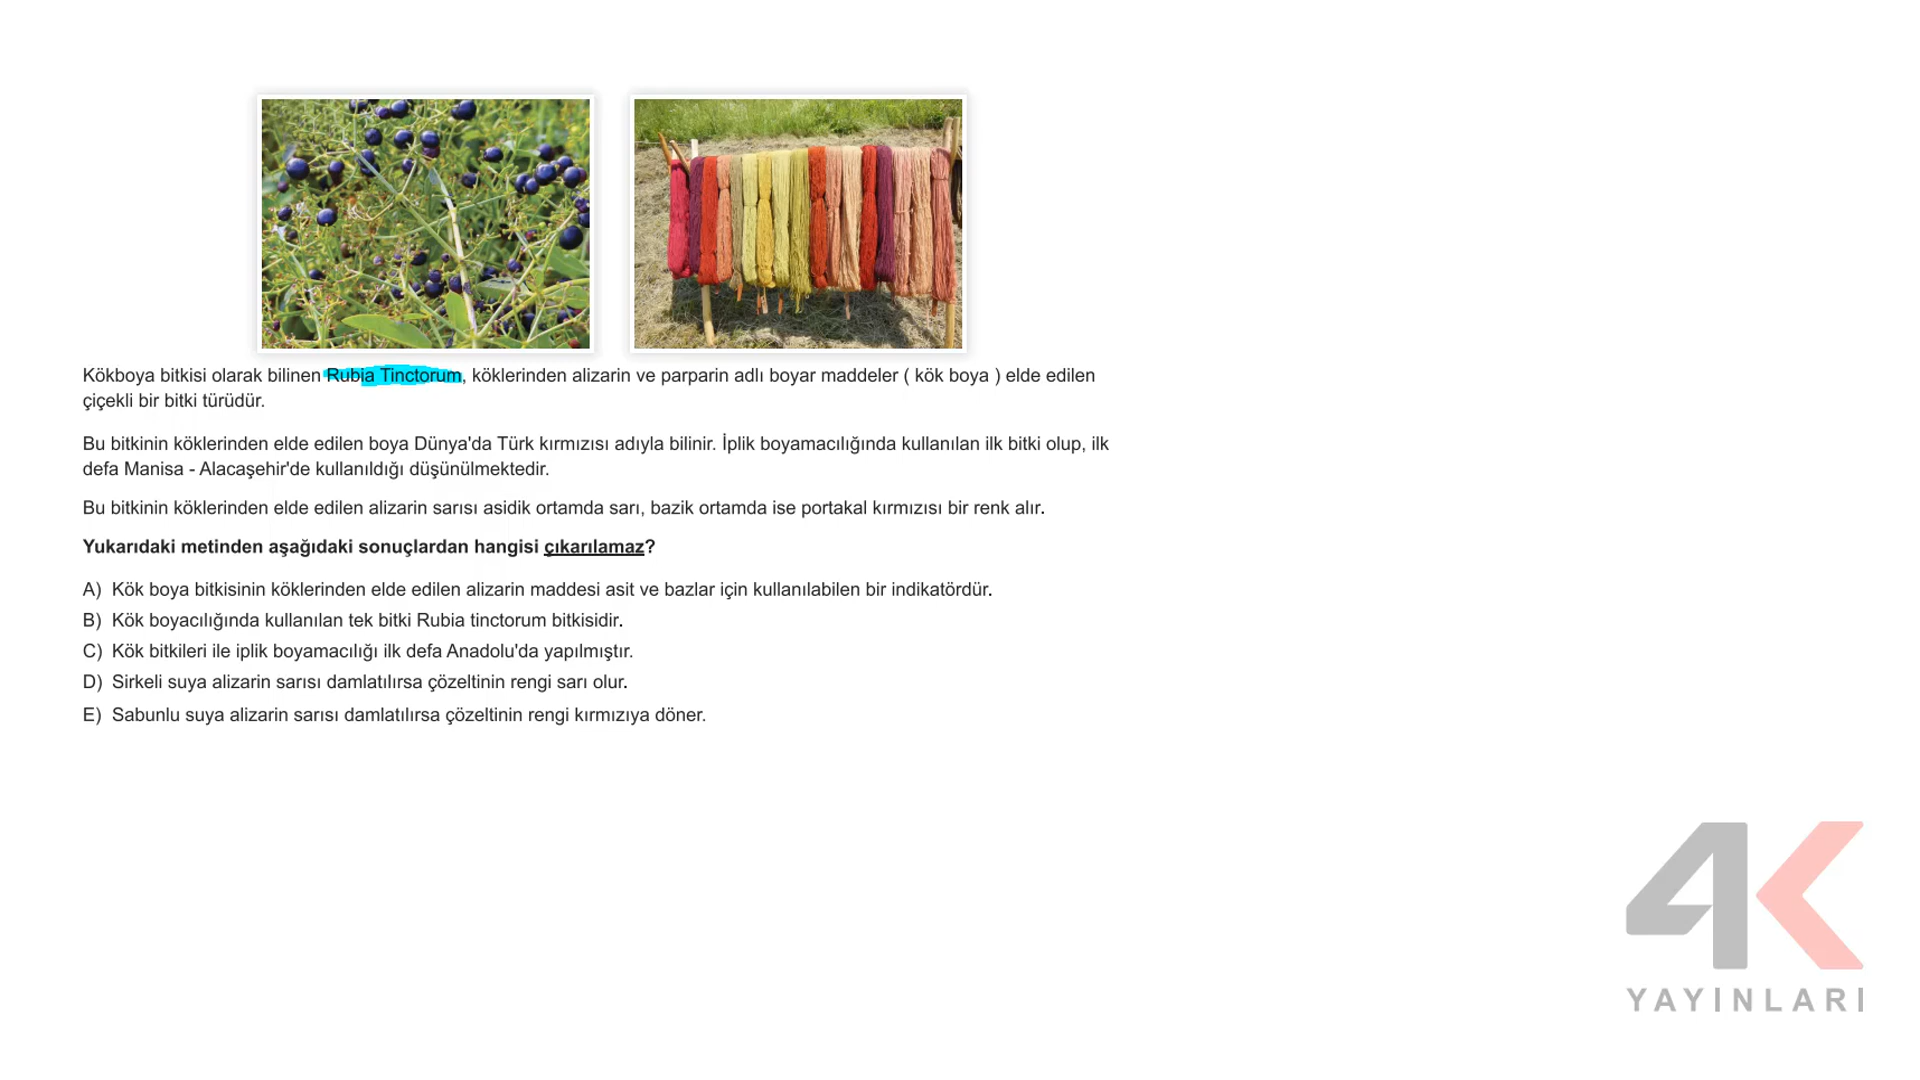 Kökboya bitkisi olarak bilinen Rubia Tinctorum, köklerinden alizarin ve parparin adlı boyar maddeler ( kök boya ) elde edilen
çiçekli bir bitki türüdür.
Bu bitkinin köklerinden elde edilen boya Dünya'da Türk kırmızısı adıyla bilinir. İplik boyamacılığında kullanılan ilk bitki olup, ilk
defa Manisa - Alacaşehir'de kullanıldığı düşünülmektedir.
Bu bitkinin köklerinden elde edilen alizarin sarısı asidik ortamda sarı, bazik ortamda ise portakal kırmızısı bir renk alır.
Yukarıdaki metinden aşağıdaki sonuçlardan hangisi çıkarılamaz?
A) Kök boya bitkisinin köklerinden elde edilen alizarin maddesi asit ve bazlar için kullanılabilen bir indikatördür.
B) Kök boyacılığında kullanılan tek bitki Rubia tinctorum bitkisidir.
C) Kök bitkileri ile iplik boyamacılığı ilk defa Anadolu'da yapılmıştır.
D) Sirkeli suya alizarin sarısı damlatılırsa çözeltinin rengi sarı olur.
E) Sabunlu suya alizarin sarısı damlatılırsa çözeltinin rengi kırmızıya döner.
4K
YAYINLARI